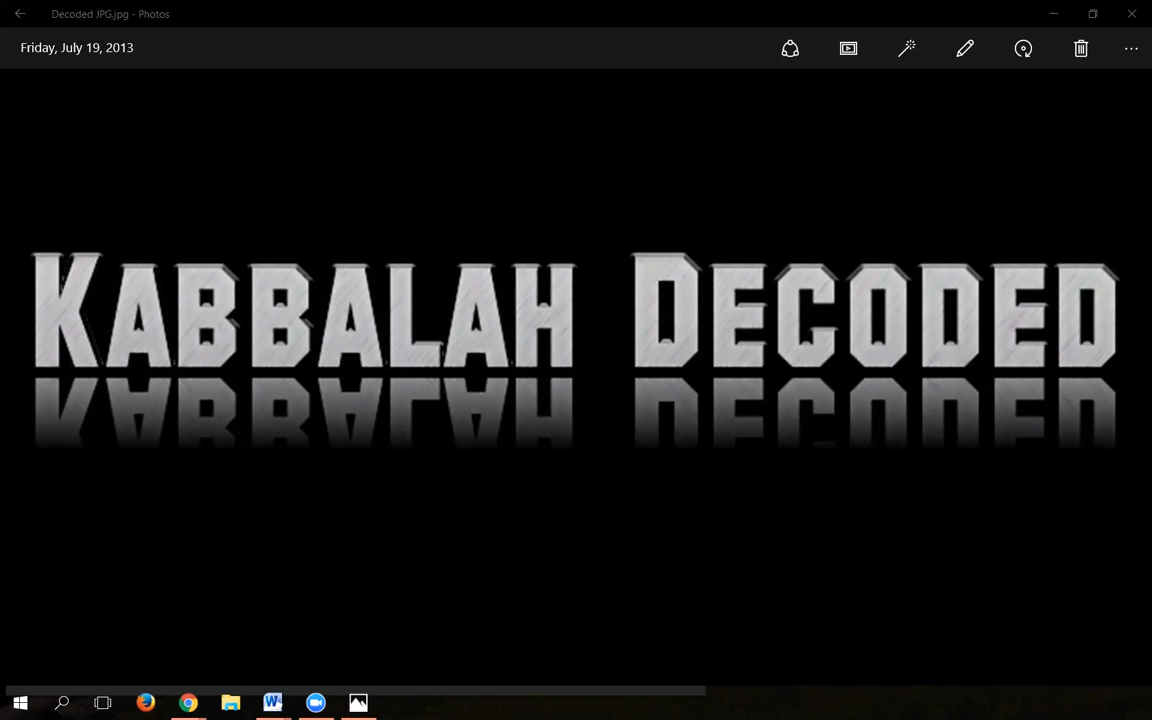 Decoded JPG.jpg - Photos
Friday, July 19, 2013
KABBALAH DECODED